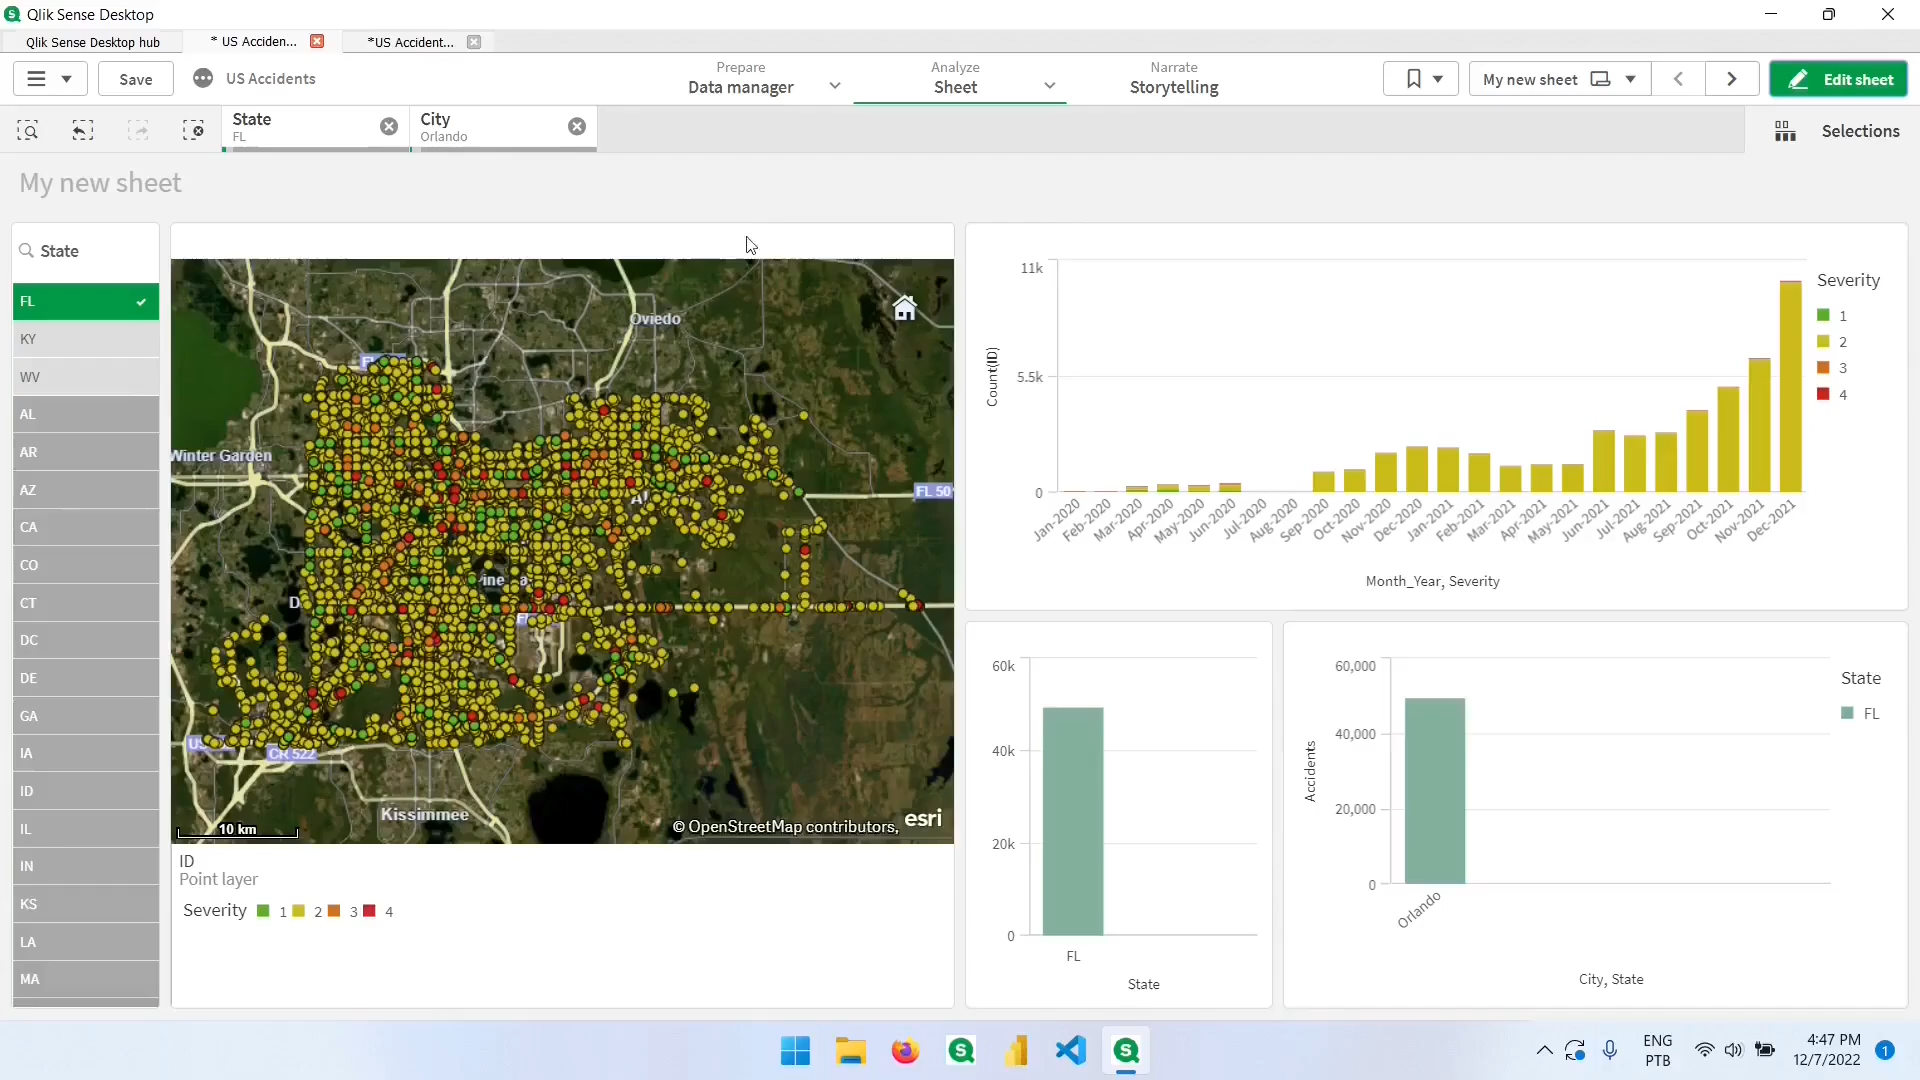 Qlik Sense Desktop
Qlik Sense Desktop hub
* US Acciden...
*US Accident...
Save
US Accidents
Prepare
Data manager
Analyze
Sheet
Narrate
Storytelling
My new sheet
Edit sheet
State
FL
City
Orlando
Selections
My new sheet
State
FL
KY
WV
AL
AR
AZ
CA
CO
CT
DC
DE
GA
IA
ID
IL
IN
KS
LA
MA
Oviedo
Winter Garden
FL 50
CR 522
Kissimmee
10 km
© OpenStreetMap contributors,
esri
ID
Point layer
Severity 1 2 3 4
11k
5.5k
0
Count(ID)
Jan-2020
Feb-2020
Mar-2020
Apr-2020
May-2020
Jun-2020
Jul-2020
Aug-2020
Sep-2020
Oct-2020
Nov-2020
Dec-2020
Jan-2021
Feb-2021
Mar-2021
Apr-2021
May-2021
Jun-2021
Jul-2021
Aug-2021
Sep-2021
Oct-2021
Nov-2021
Dec-2021
Month_Year, Severity
Severity
1
2
3
4
60k
40k
20k
0
FL
State
60,000
40,000
20,000
0
Accidents
Orlando
City, State
State
FL
ENG
PTB
4:47 PM
12/7/2022
1